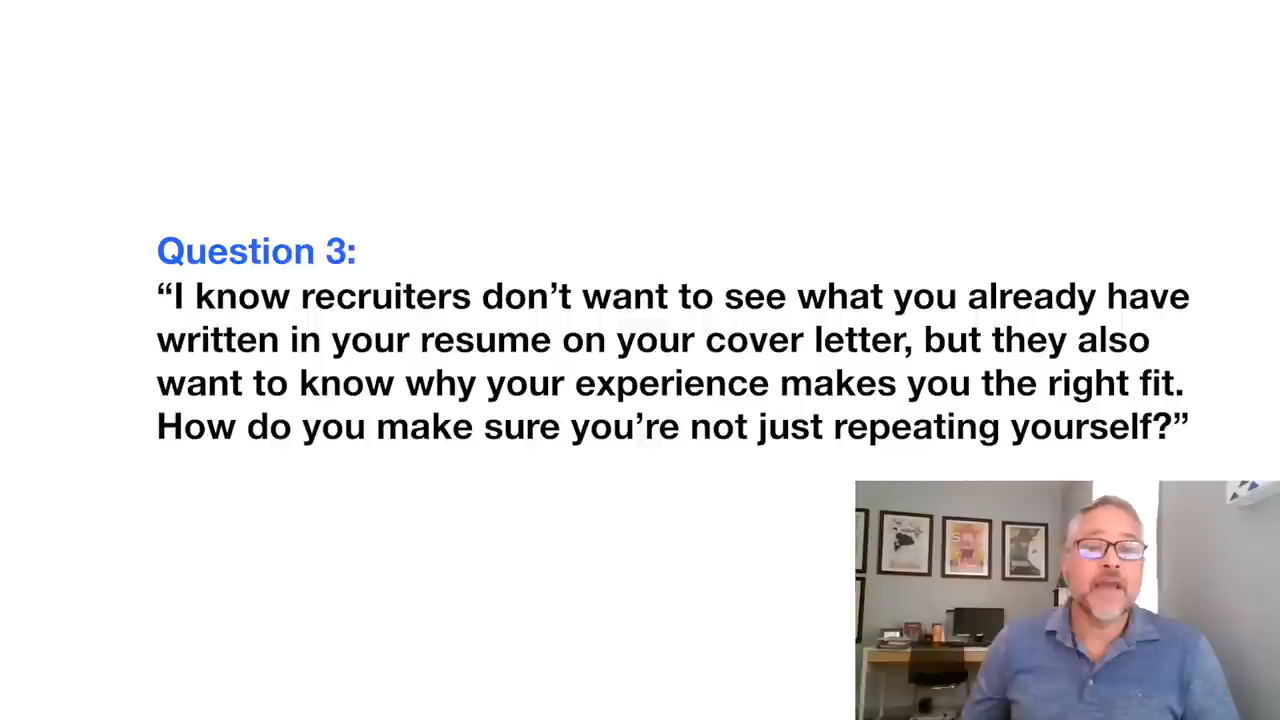 Question 3:
“I know recruiters don’t want to see what you already have
written in your resume on your cover letter, but they also
want to know why your experience makes you the right fit.
How do you make sure you’re not just repeating yourself?”